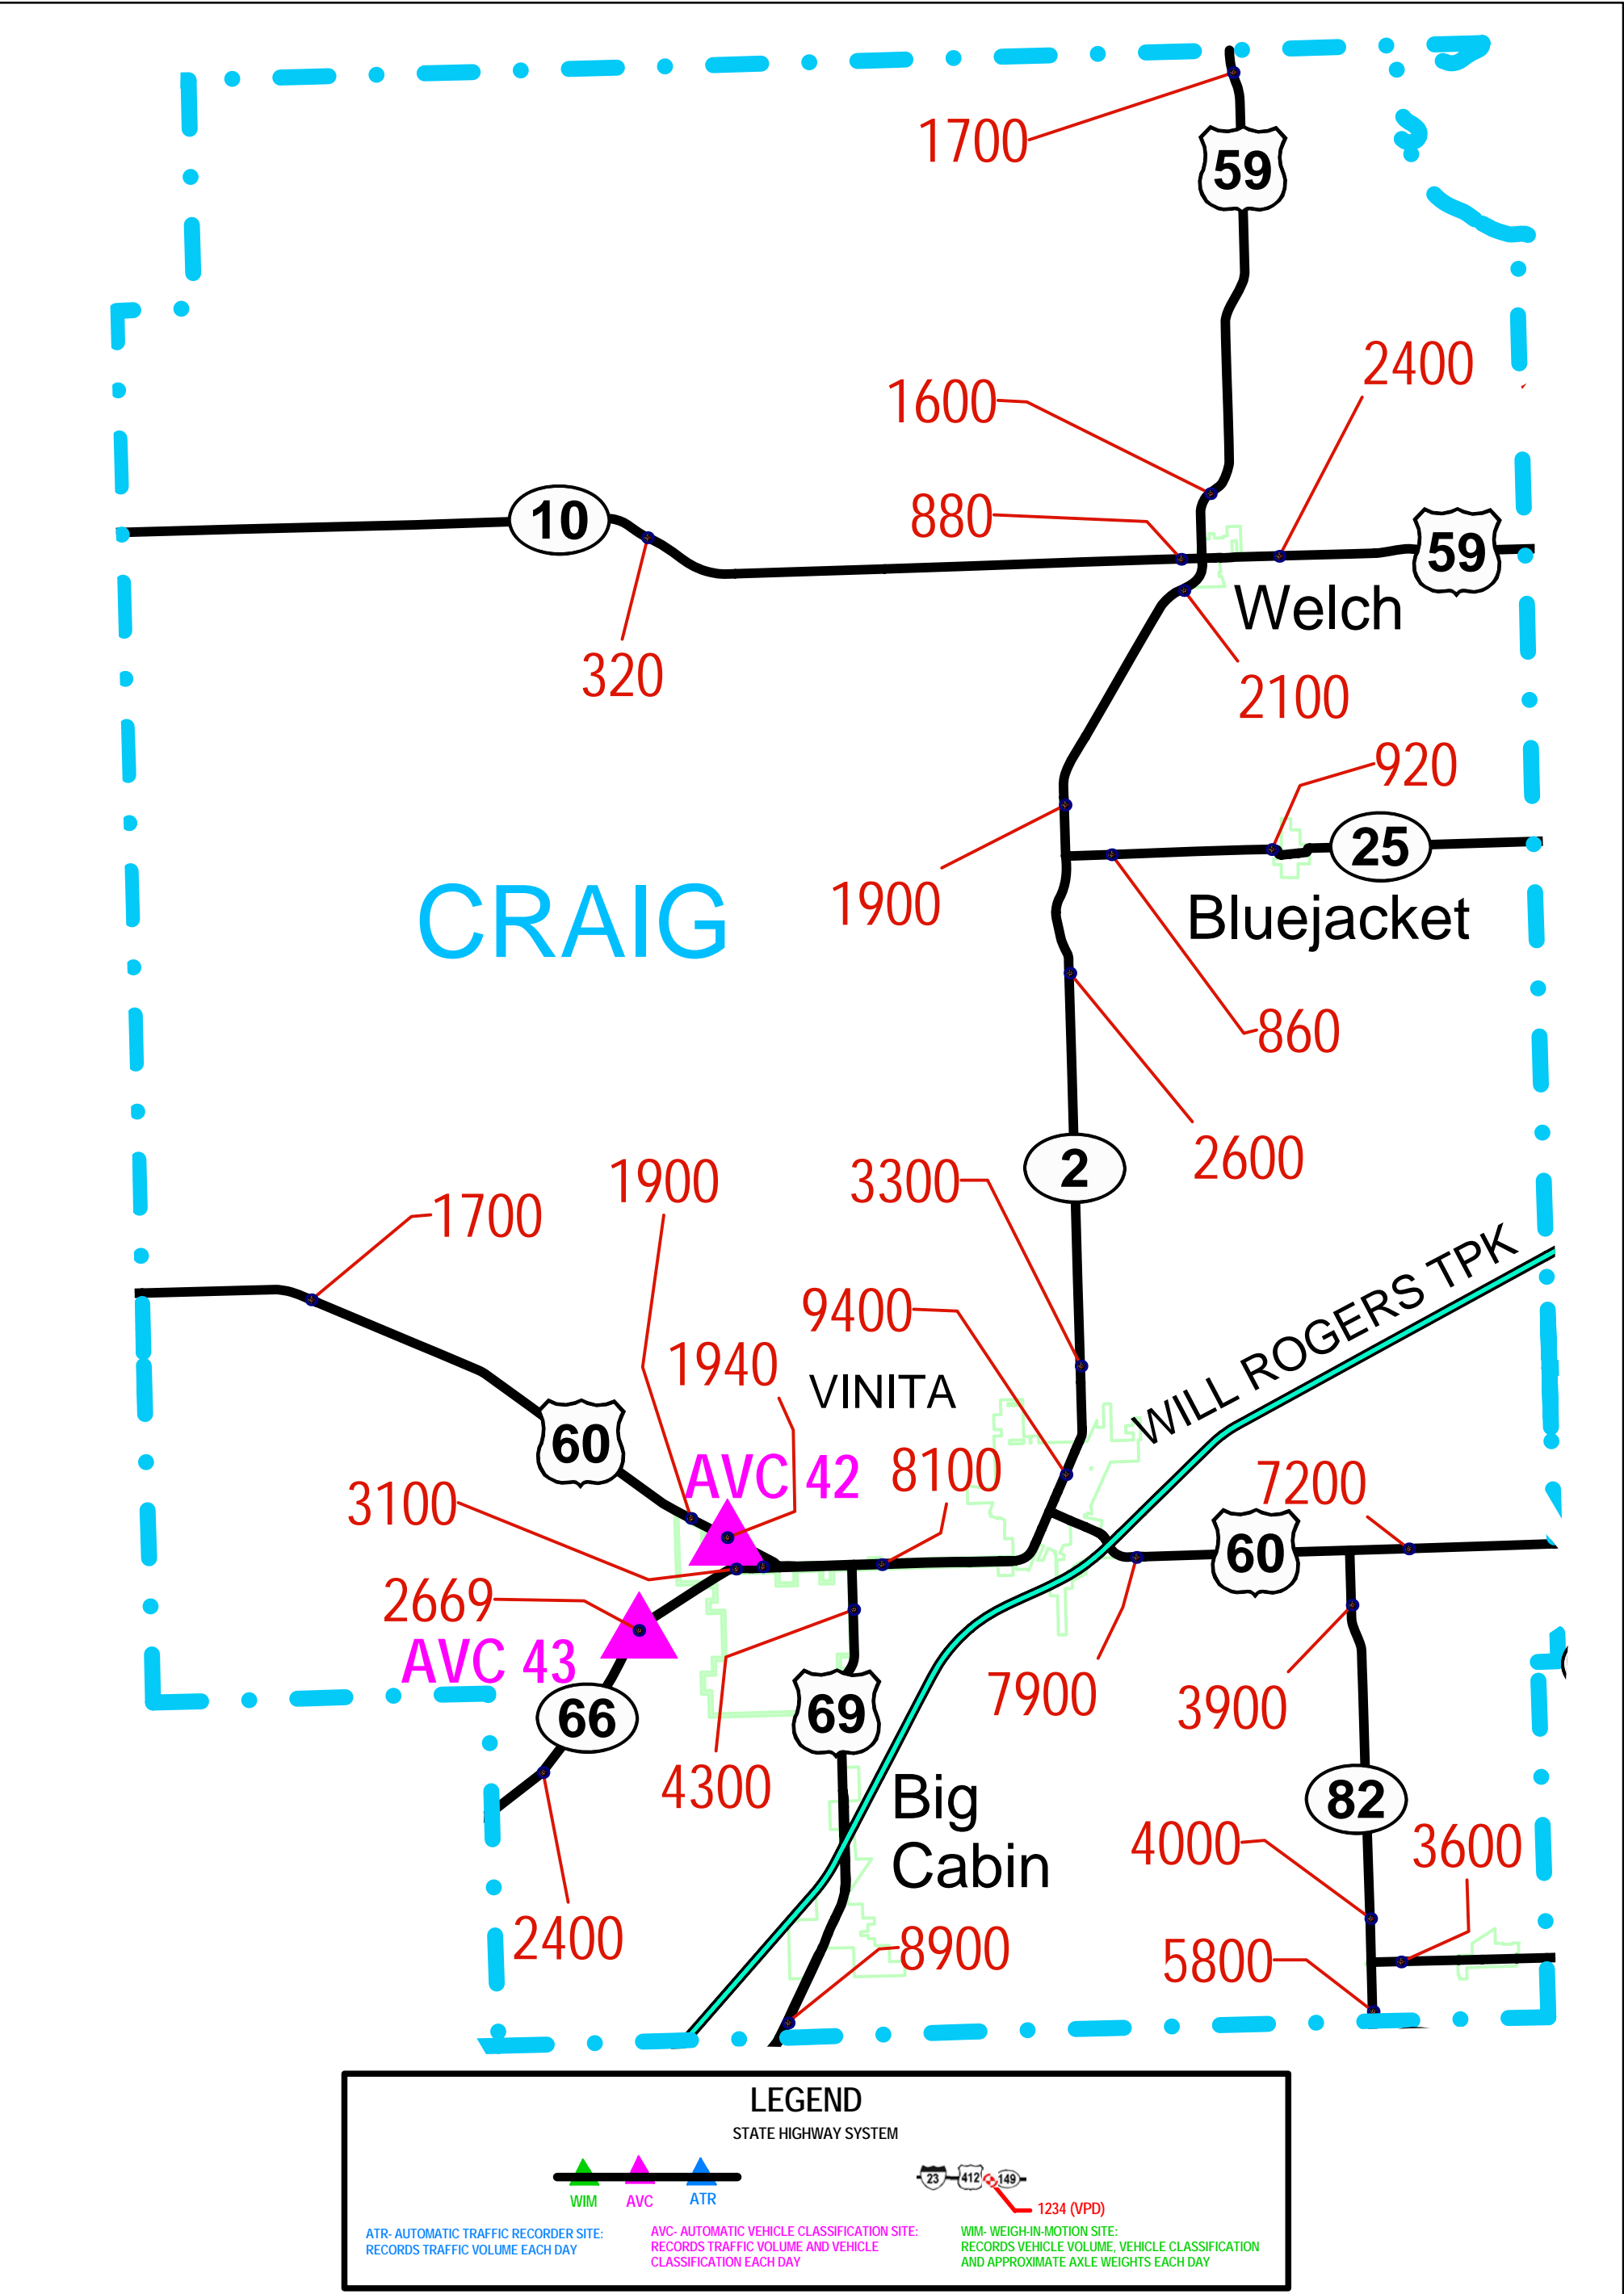 1700
59
2400
1600
10
880
59
Welch
320
2100
920
25
1900
CRAIG
Bluejacket
860
2600
2
1900
3300
1700
WILL ROGERS TPK
9400
1940
VINITA
60
AVC 42
8100
7200
3100
60
2669
AVC 43
7900
3900
66
69
4300
Big
Cabin
82
4000
3600
2400
8900
5800
LEGEND
STATE HIGHWAY SYSTEM
23
412
149
WIM
AVC
ATR
1234 (VPD)
ATR- AUTOMATIC TRAFFIC RECORDER SITE:
RECORDS TRAFFIC VOLUME EACH DAY
AVC- AUTOMATIC VEHICLE CLASSIFICATION SITE:
RECORDS TRAFFIC VOLUME AND VEHICLE
CLASSIFICATION EACH DAY
WIM- WEIGH-IN-MOTION SITE:
RECORDS VEHICLE VOLUME, VEHICLE CLASSIFICATION
AND APPROXIMATE AXLE WEIGHTS EACH DAY